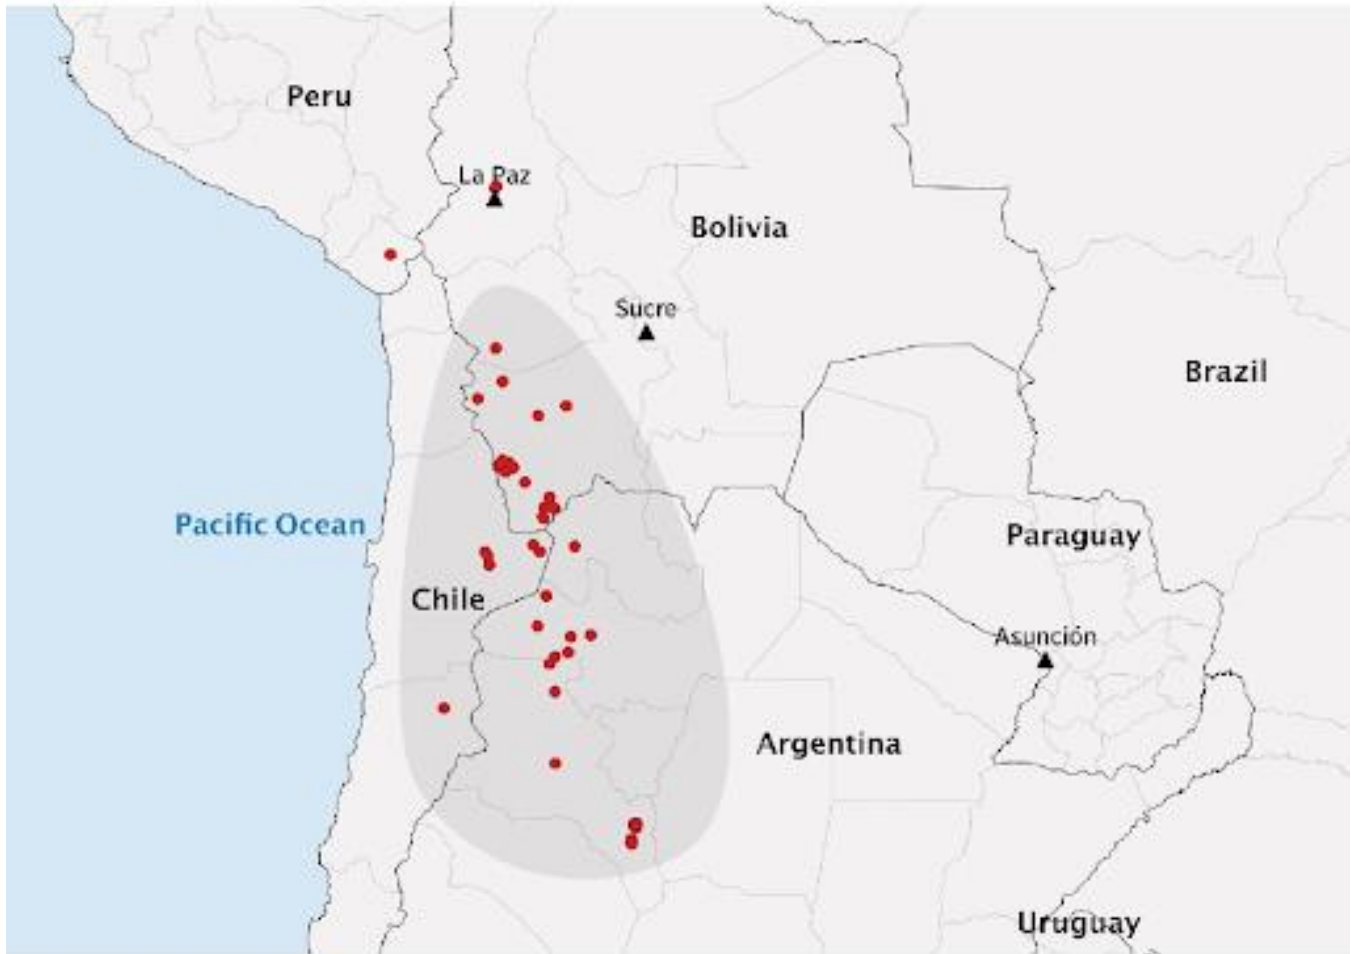 Peru
La Paz
Bolivia
Sucre
Brazil
Pacific Ocean
Paraguay
Chile
Asunción
Argentina
Uruguay